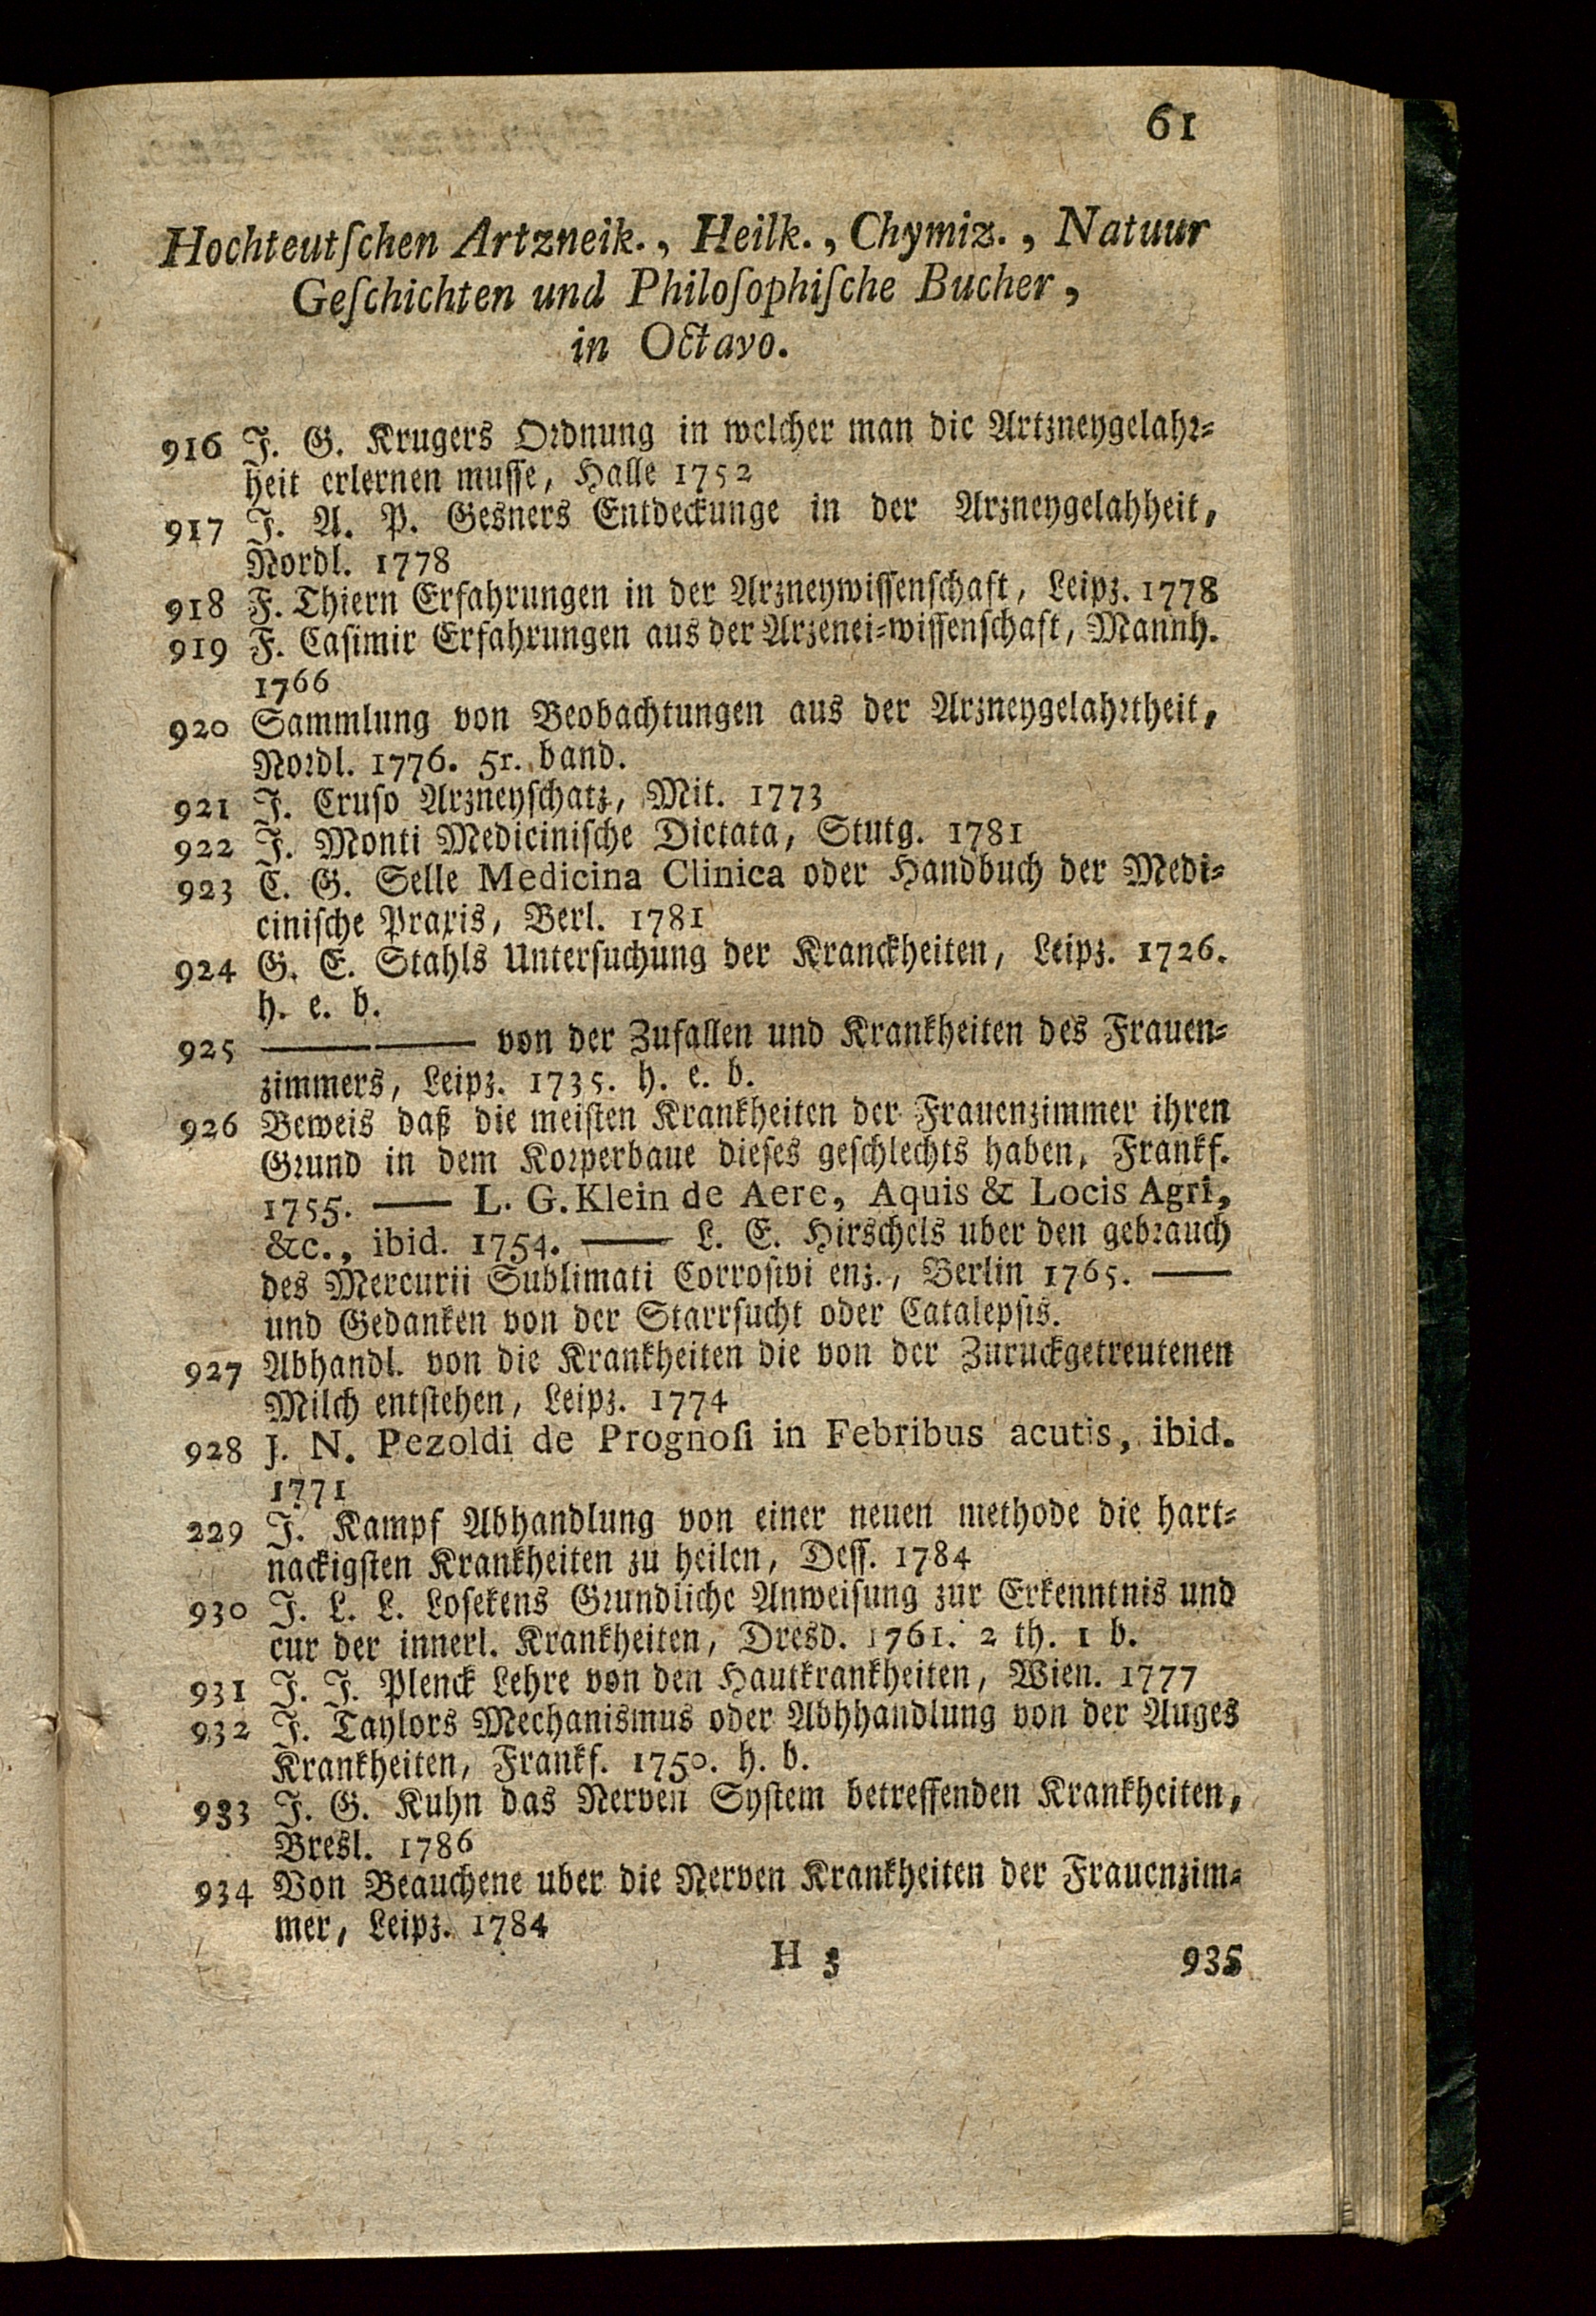 61
Hochteutſchen Artzneik., Heilk., Chymiz., Natuur
Geſchichten und Philoſophiſche Bucher,
in Octavo.
916 J. G. Krugers Ordnung in welcher man die Artzneygelahr-
heit erlernen muſſe, Halle 1752
917 J. A. P. Gesners Entdeckunge in der Arzneygelahheit,
Nordl. 1778
918 F. Thiern Erfahrungen in der Arzneywiſſenſchaft, Leipz. 1778
919 F. Caſimir Erfahrungen aus der Arzenei-wiſſenſchaft, Mannh.
1766
920 Sammlung von Beobachtungen aus der Arzneygelahrtheit,
Nordl. 1776. 5r. band.
921 J. Cruſo Arzneyſchatz, Mit. 1773
922 J. Monti Mediciniſche Dictata, Stutg. 1781
923 C. G. Selle Medicina Clinica oder Handbuch der Medi-
ciniſche Praxis, Berl. 1781
924 G. E. Stahls Unterſuchung der Kranckheiten, Leipz. 1726.
h. e. b.
925 —— —— von der Zufallen und Krankheiten des Frauen-
zimmers, Leipz. 1735. h. e. b.
926 Beweis daß die meiſten Krankheiten der Frauenzimmer ihren
Grund in dem Korperbaue dieſes geſchlechts haben, Frankf.
1755. —— L. G. Klein de Aere, Aquis & Locis Agri,
&c., ibid. 1754. —— L. E. Hirschels uber den gebrauch
des Mercurii Sublimati Corroſivi enz., Berlin 1765. ——
und Gedanken von der Starrſucht oder Catalepſis.
927 Abhandl. von die Krankheiten die von der Zuruckgetreutenen
Milch entſtehen, Leipz. 1774
928 J. N. Pezoldi de Prognoſi in Febribus acutis, ibid.
1771
229 J. Kampf Abhandlung von einer neuen methode die hart-
nackigſten Krankheiten zu heilen, Deſſ. 1784
930 J. L. L. Loſekens Grundliche Anweiſung zur Erkenntnis und
cur der innerl. Krankheiten, Dresd. 1761. 2 th. 1 b.
931 J. J. Plenck Lehre von den Hautkrankheiten, Wien. 1777
932 J. Taylors Mechanismus oder Abhhandlung von der Auges
Krankheiten, Frankf. 1750. h. b.
933 J. G. Kuhn das Nerven Syſtem betreffenden Krankheiten,
Bresl. 1786
934 Von Beauchene uber die Nerven Krankheiten der Frauenzim-
mer, Leipz. 1784
H 3 935